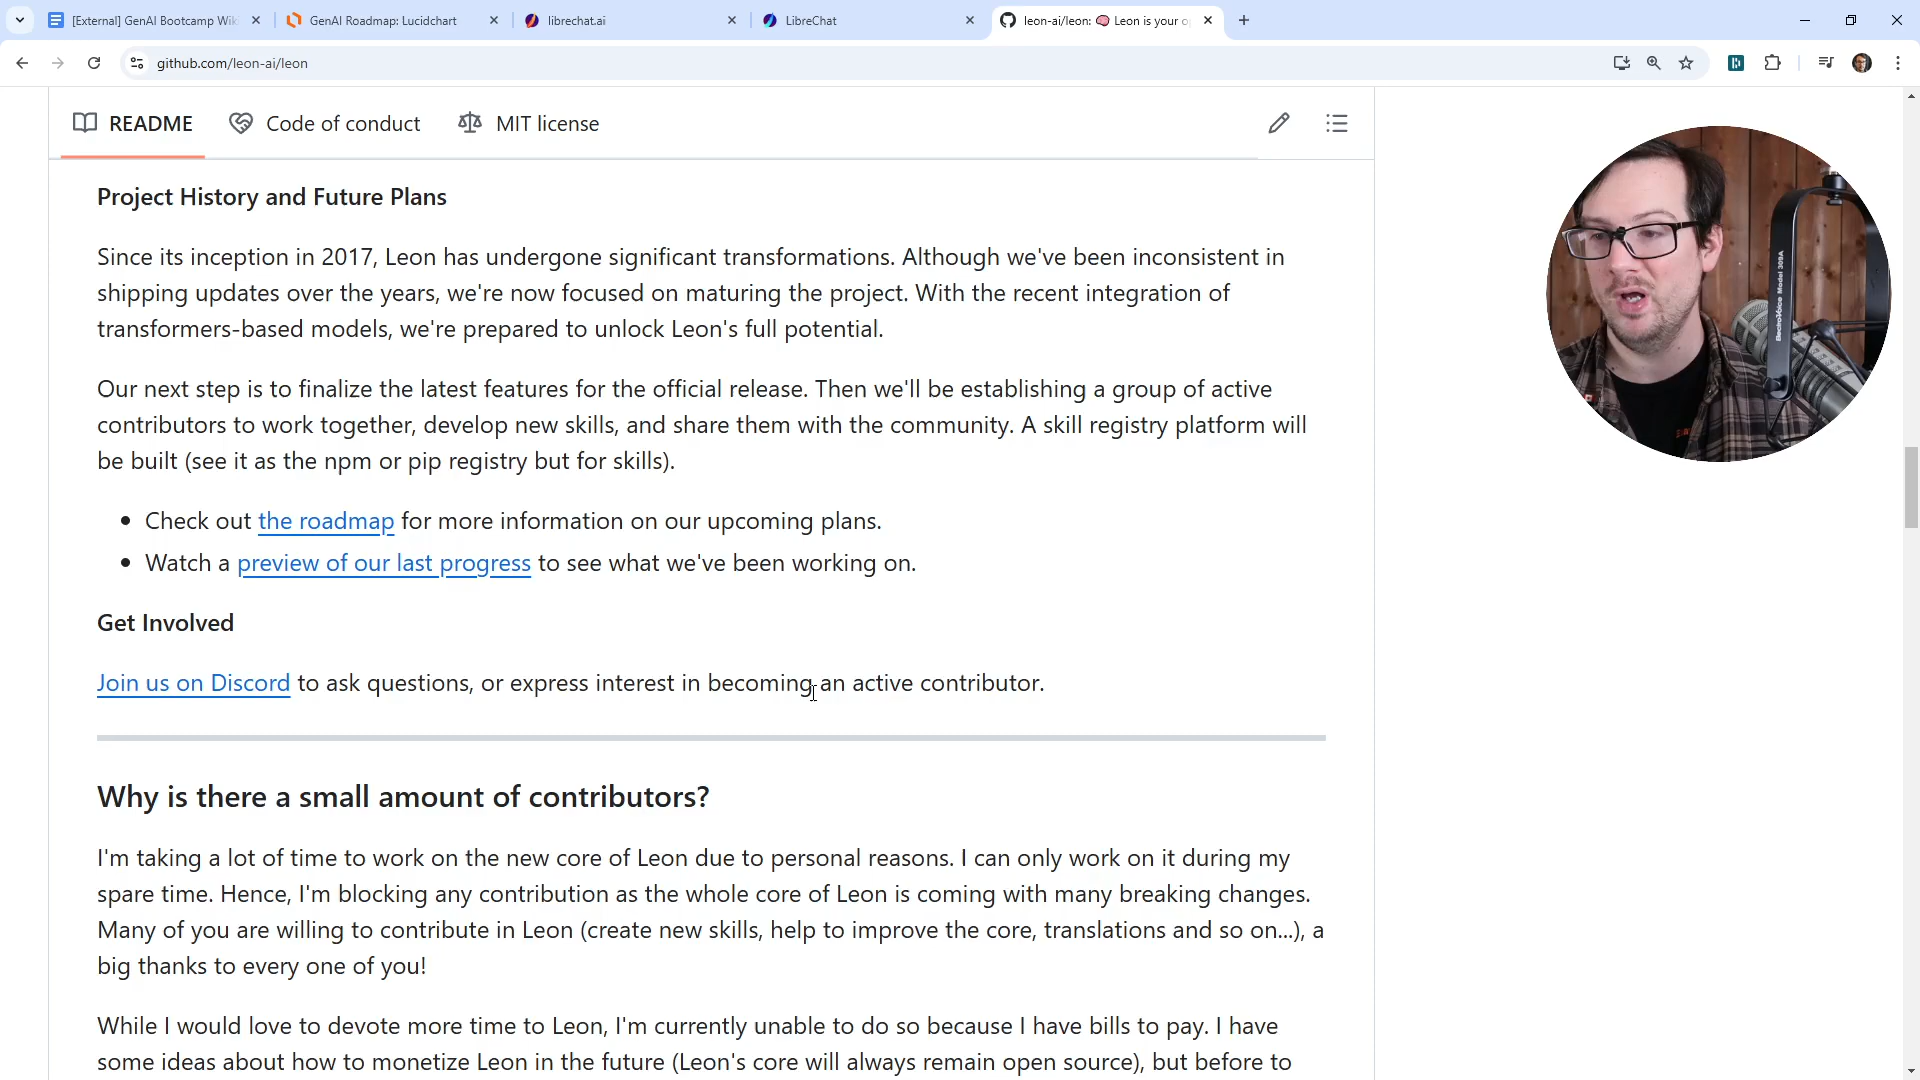 [External] GenAI Bootcamp Wik
GenAI Roadmap: Lucidchart
librechat.ai
LibreChat
leon-ai/leon: 🧠 Leon is your o
github.com/leon-ai/leon
README
Code of conduct
MIT license
Project History and Future Plans
Since its inception in 2017, Leon has undergone significant transformations. Although we've been inconsistent in
shipping updates over the years, we're now focused on maturing the project. With the recent integration of
transformers-based models, we're prepared to unlock Leon's full potential.
Our next step is to finalize the latest features for the official release. Then we'll be establishing a group of active
contributors to work together, develop new skills, and share them with the community. A skill registry platform will
be built (see it as the npm or pip registry but for skills).
• Check out the roadmap for more information on our upcoming plans.
• Watch a preview of our last progress to see what we've been working on.
Get Involved
Join us on Discord to ask questions, or express interest in becoming an active contributor.
Why is there a small amount of contributors?
I'm taking a lot of time to work on the new core of Leon due to personal reasons. I can only work on it during my
spare time. Hence, I'm blocking any contribution as the whole core of Leon is coming with many breaking changes.
Many of you are willing to contribute in Leon (create new skills, help to improve the core, translations and so on...), a
big thanks to every one of you!
While I would love to devote more time to Leon, I'm currently unable to do so because I have bills to pay. I have
some ideas about how to monetize Leon in the future (Leon's core will always remain open source), but before to
ElectroVoice Model 309A